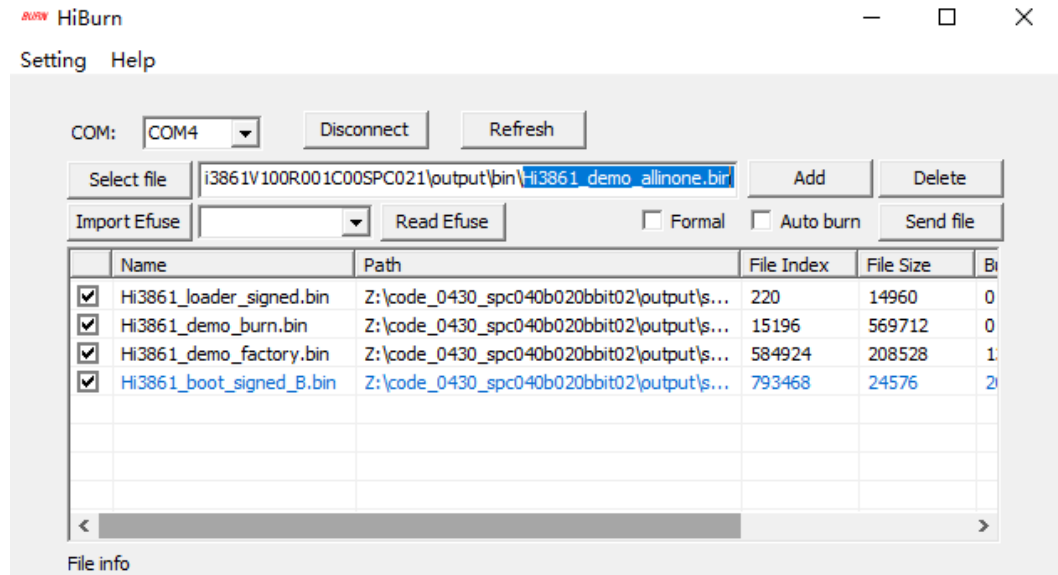 BURN HiBurn
Setting Help
COM: COM4 Disconnect Refresh
Select file i3861V100R001C00SPC021\output\bin\Hi3861_demo_allinone.bin Add Delete
Import Efuse Read Efuse Formal Auto burn Send file
Name Path File Index File Size
Hi3861_loader_signed.bin Z:\code_0430_spc040b020bbit02\output\s... 220 14960 0
Hi3861_demo_burn.bin Z:\code_0430_spc040b020bbit02\output\s... 15196 569712 0
Hi3861_demo_factory.bin Z:\code_0430_spc040b020bbit02\output\s... 584924 208528
Hi3861_boot_signed_B.bin Z:\code_0430_spc040b020bbit02\output\s... 793468 24576
File info